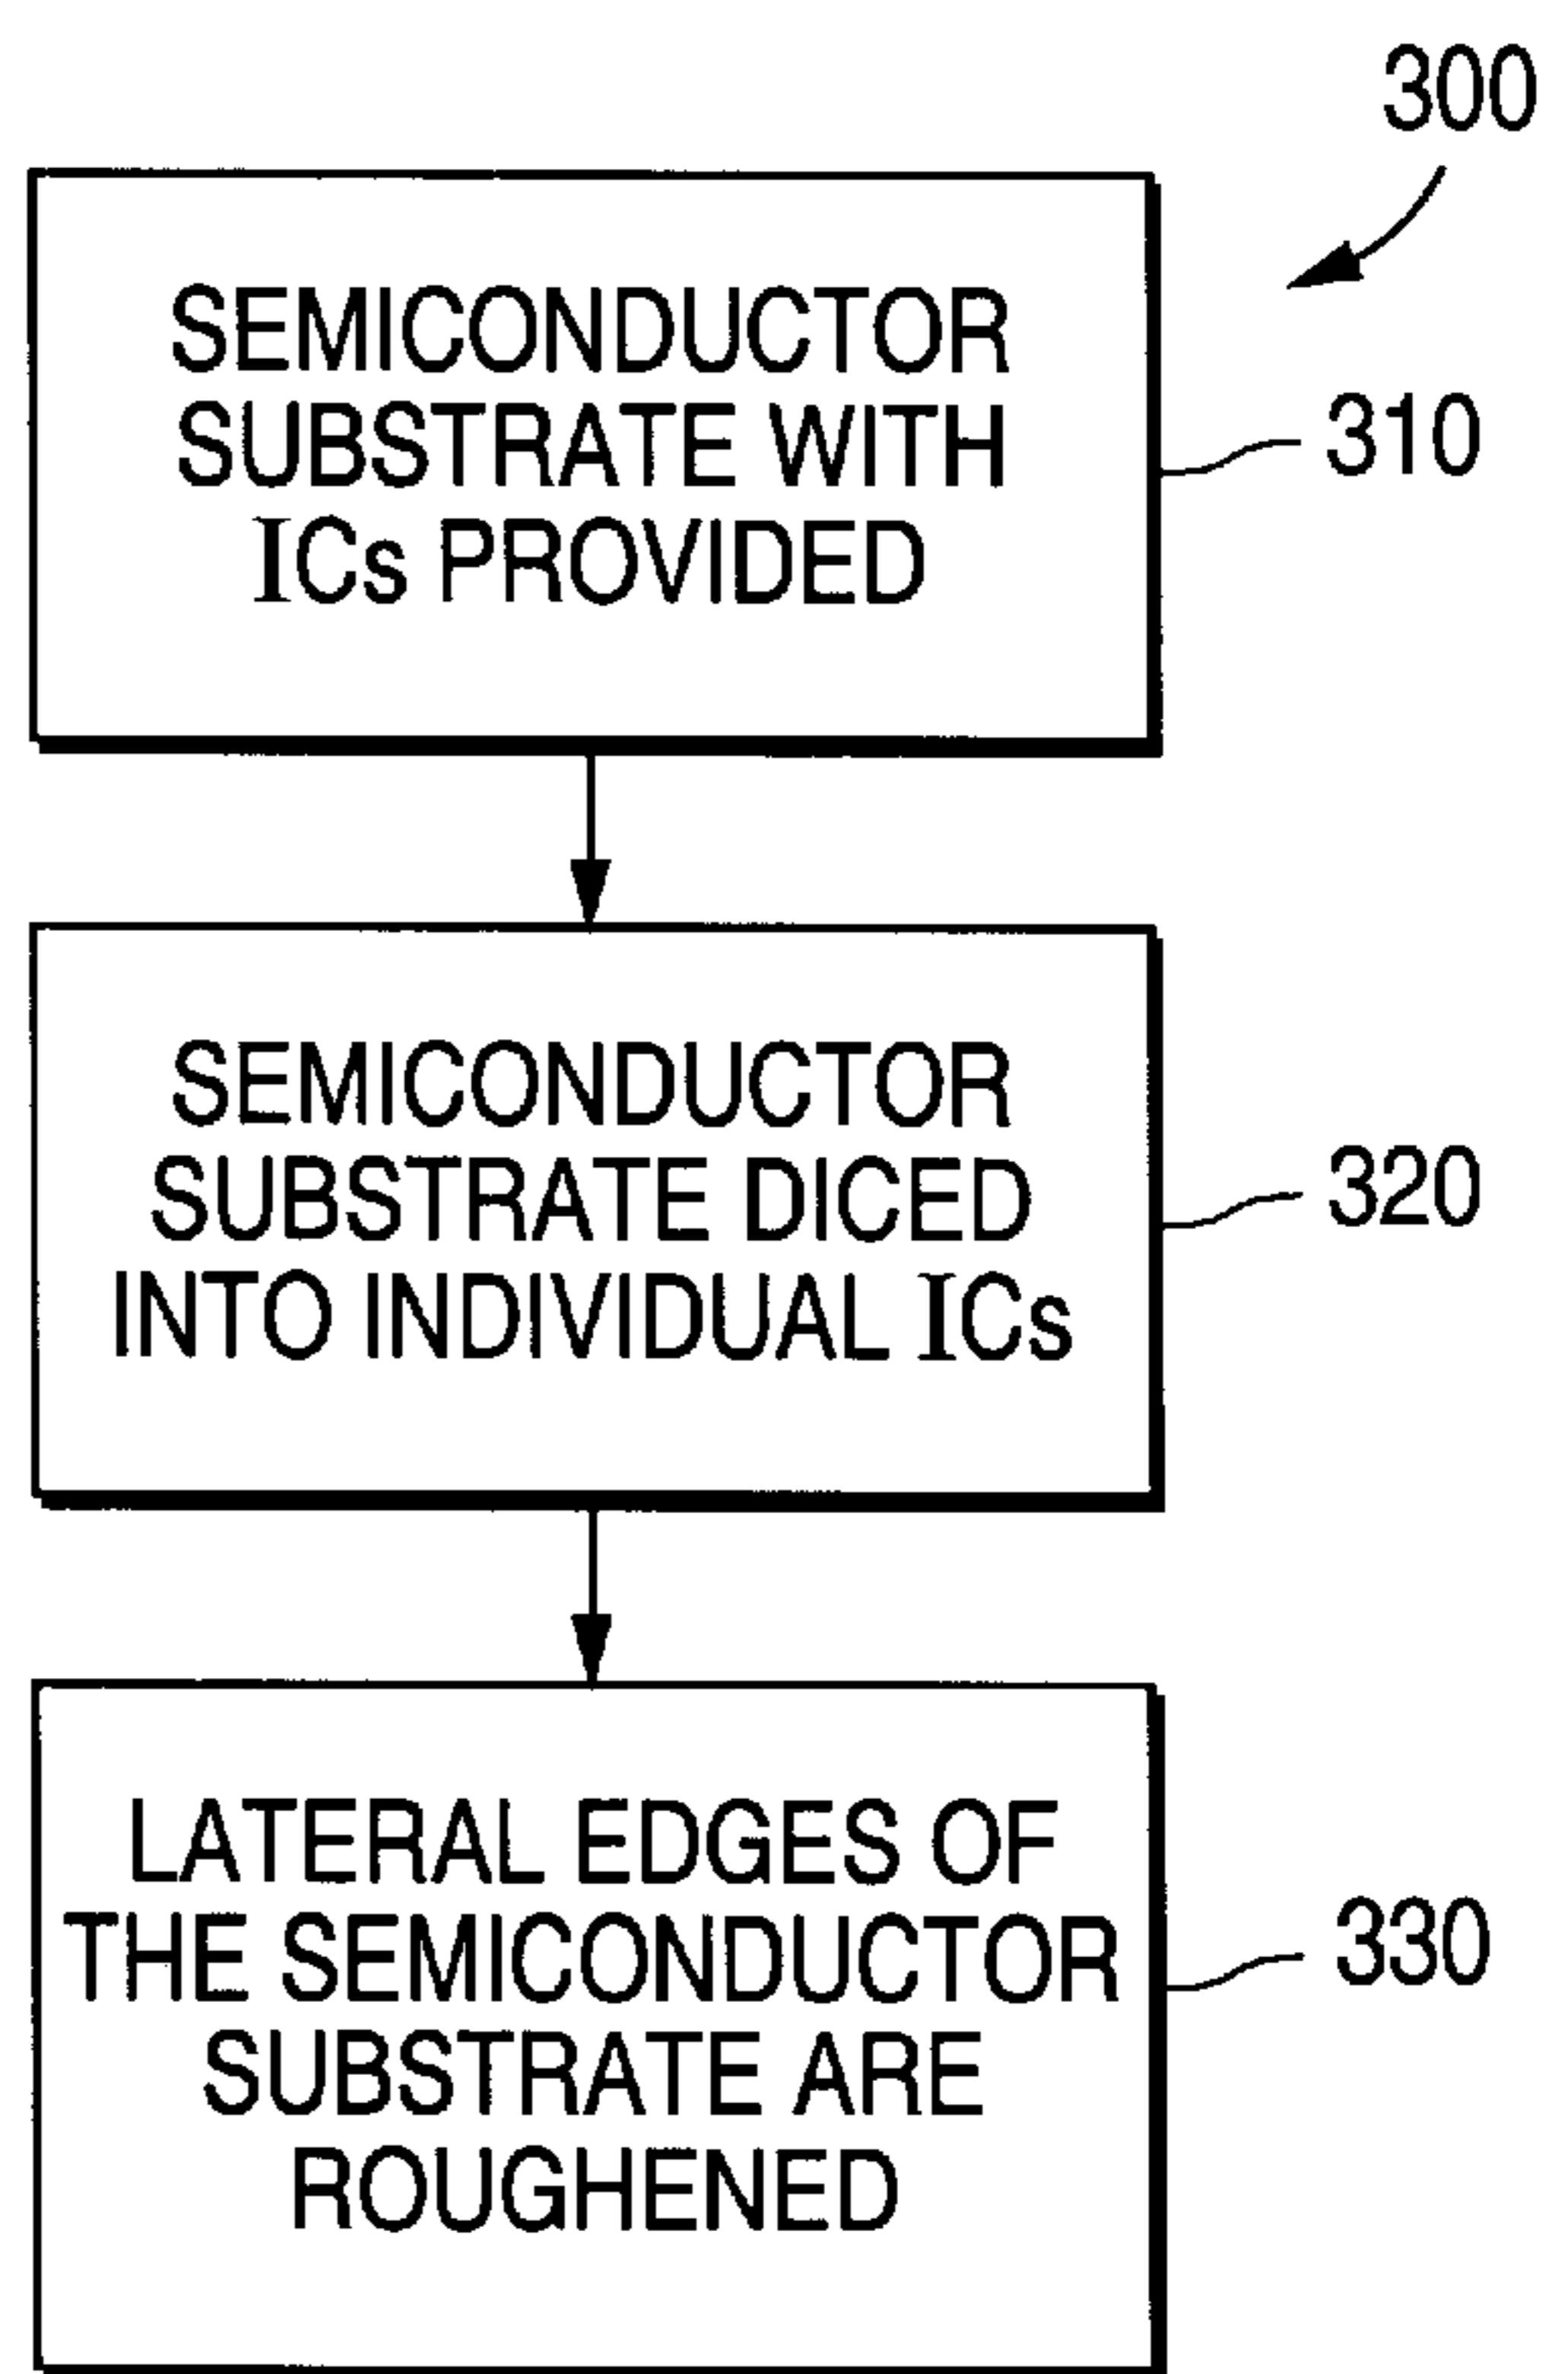 300
SEMICONDUCTOR
SUBSTRATE WITH
ICs PROVIDED
310
SEMICONDUCTOR
SUBSTRATE DICED
INTO INDIVIDUAL ICs
320
LATERAL EDGES OF
THE SEMICONDUCTOR
SUBSTRATE ARE
ROUGHENED
330